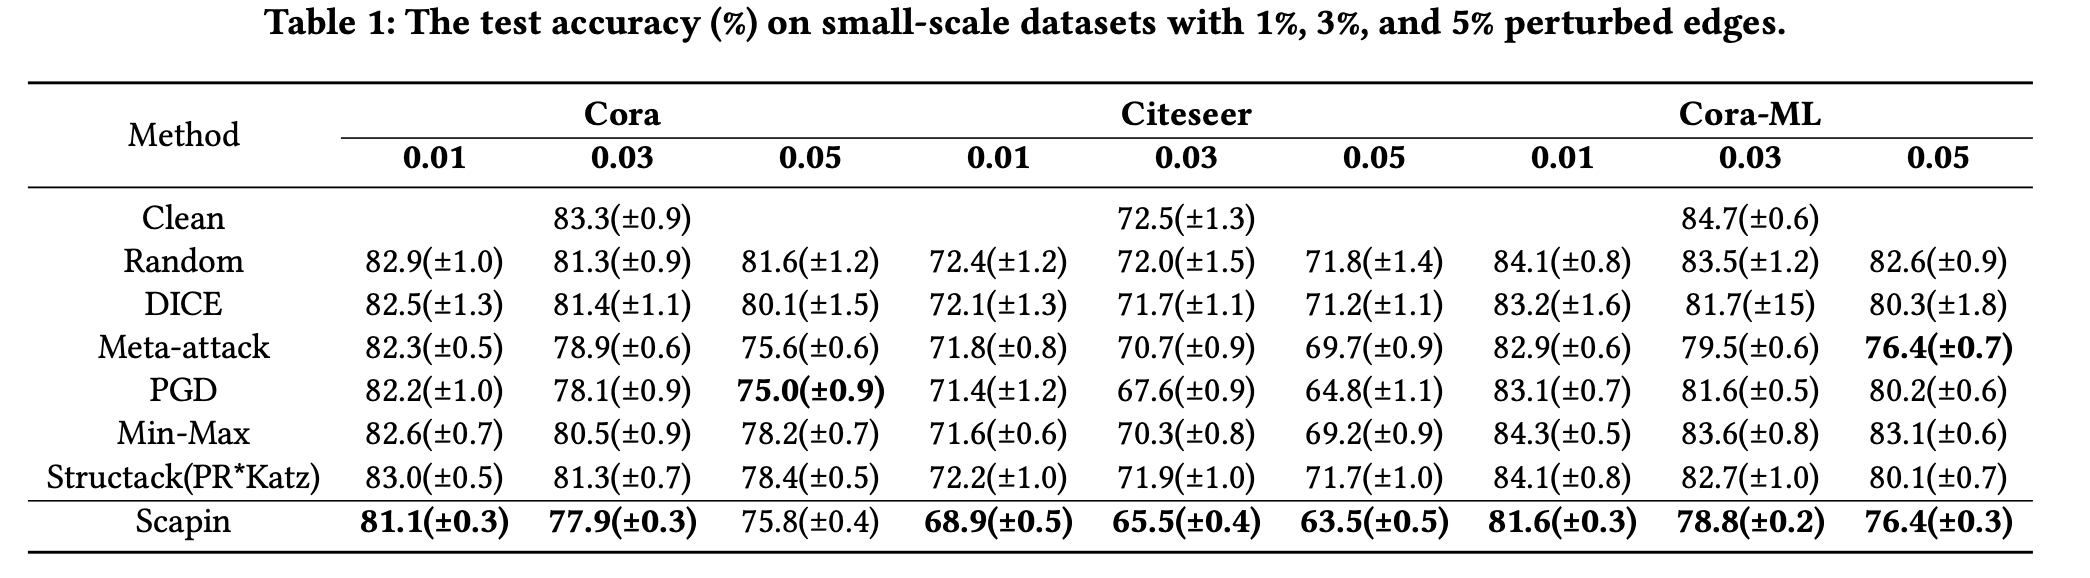 Table 1: The test accuracy (%) on small-scale datasets with 1%, 3%, and 5% perturbed edges.
Method Cora Citeseer Cora-ML
0.01 0.03 0.05 0.01 0.03 0.05 0.01 0.03 0.05
Clean 83.3(±0.9) 72.5(±1.3) 84.7(±0.6)
Random 82.9(±1.0) 81.3(±0.9) 81.6(±1.2) 72.4(±1.2) 72.0(±1.5) 71.8(±1.4) 84.1(±0.8) 83.5(±1.2) 82.6(±0.9)
DICE 82.5(±1.3) 81.4(±1.1) 80.1(±1.5) 72.1(±1.3) 71.7(±1.1) 71.2(±1.1) 83.2(±1.6) 81.7(±15) 80.3(±1.8)
Meta-attack 82.3(±0.5) 78.9(±0.6) 75.6(±0.6) 71.8(±0.8) 70.7(±0.9) 69.7(±0.9) 82.9(±0.6) 79.5(±0.6) 76.4(±0.7)
PGD 82.2(±1.0) 78.1(±0.9) 75.0(±0.9) 71.4(±1.2) 67.6(±0.9) 64.8(±1.1) 83.1(±0.7) 81.6(±0.5) 80.2(±0.6)
Min-Max 82.6(±0.7) 80.5(±0.9) 78.2(±0.7) 71.6(±0.6) 70.3(±0.8) 69.2(±0.9) 84.3(±0.5) 83.6(±0.8) 83.1(±0.6)
Structack(PR*Katz) 83.0(±0.5) 81.3(±0.7) 78.4(±0.5) 72.2(±1.0) 71.9(±1.0) 71.7(±1.0) 84.1(±0.8) 82.7(±1.0) 80.1(±0.7)
Scapin 81.1(±0.3) 77.9(±0.3) 75.8(±0.4) 68.9(±0.5) 65.5(±0.4) 63.5(±0.5) 81.6(±0.3) 78.8(±0.2) 76.4(±0.3)